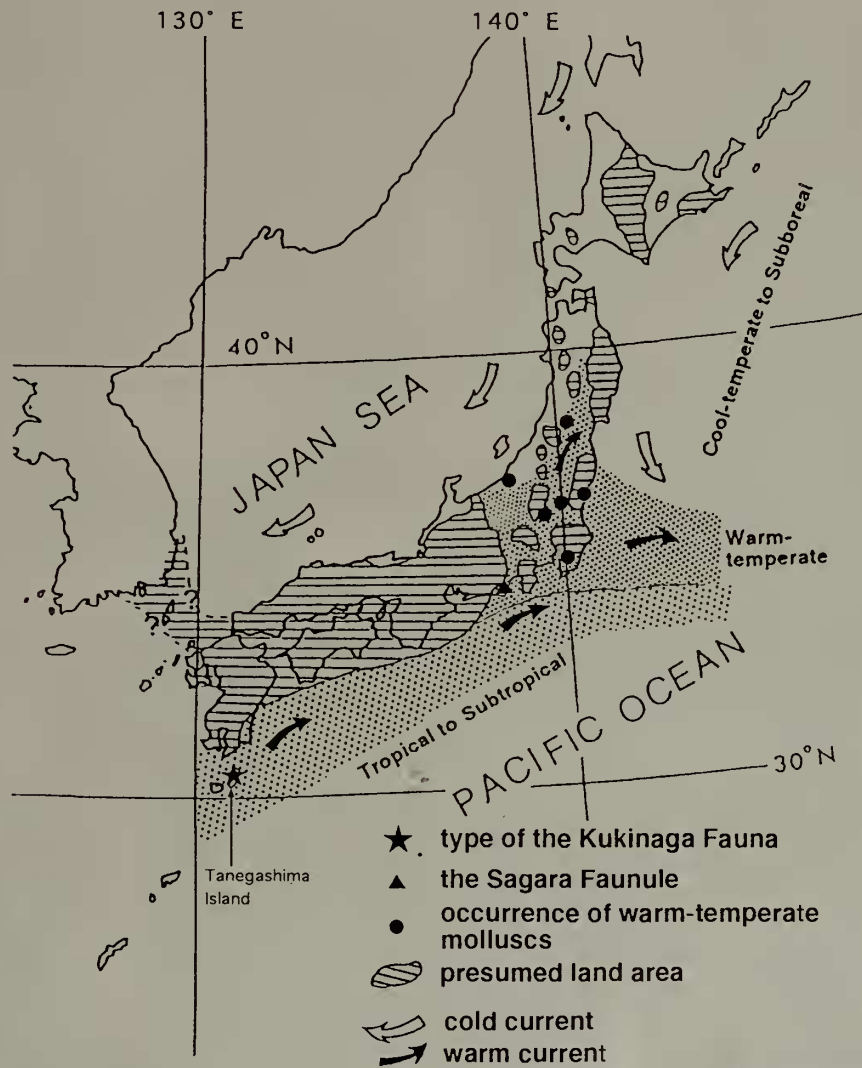 130° E
140° E
Cool-temperate to Subboreal
40°N
JAPAN SEA
Warm-
temperate
?
?
Tropical to Subtropical
PACIFIC OCEAN
30°N
Tanegashima
Island
★ type of the Kukinaga Fauna
▲ the Sagara Faunule
● occurrence of warm-temperate
molluscs
presumed land area
cold current
warm current